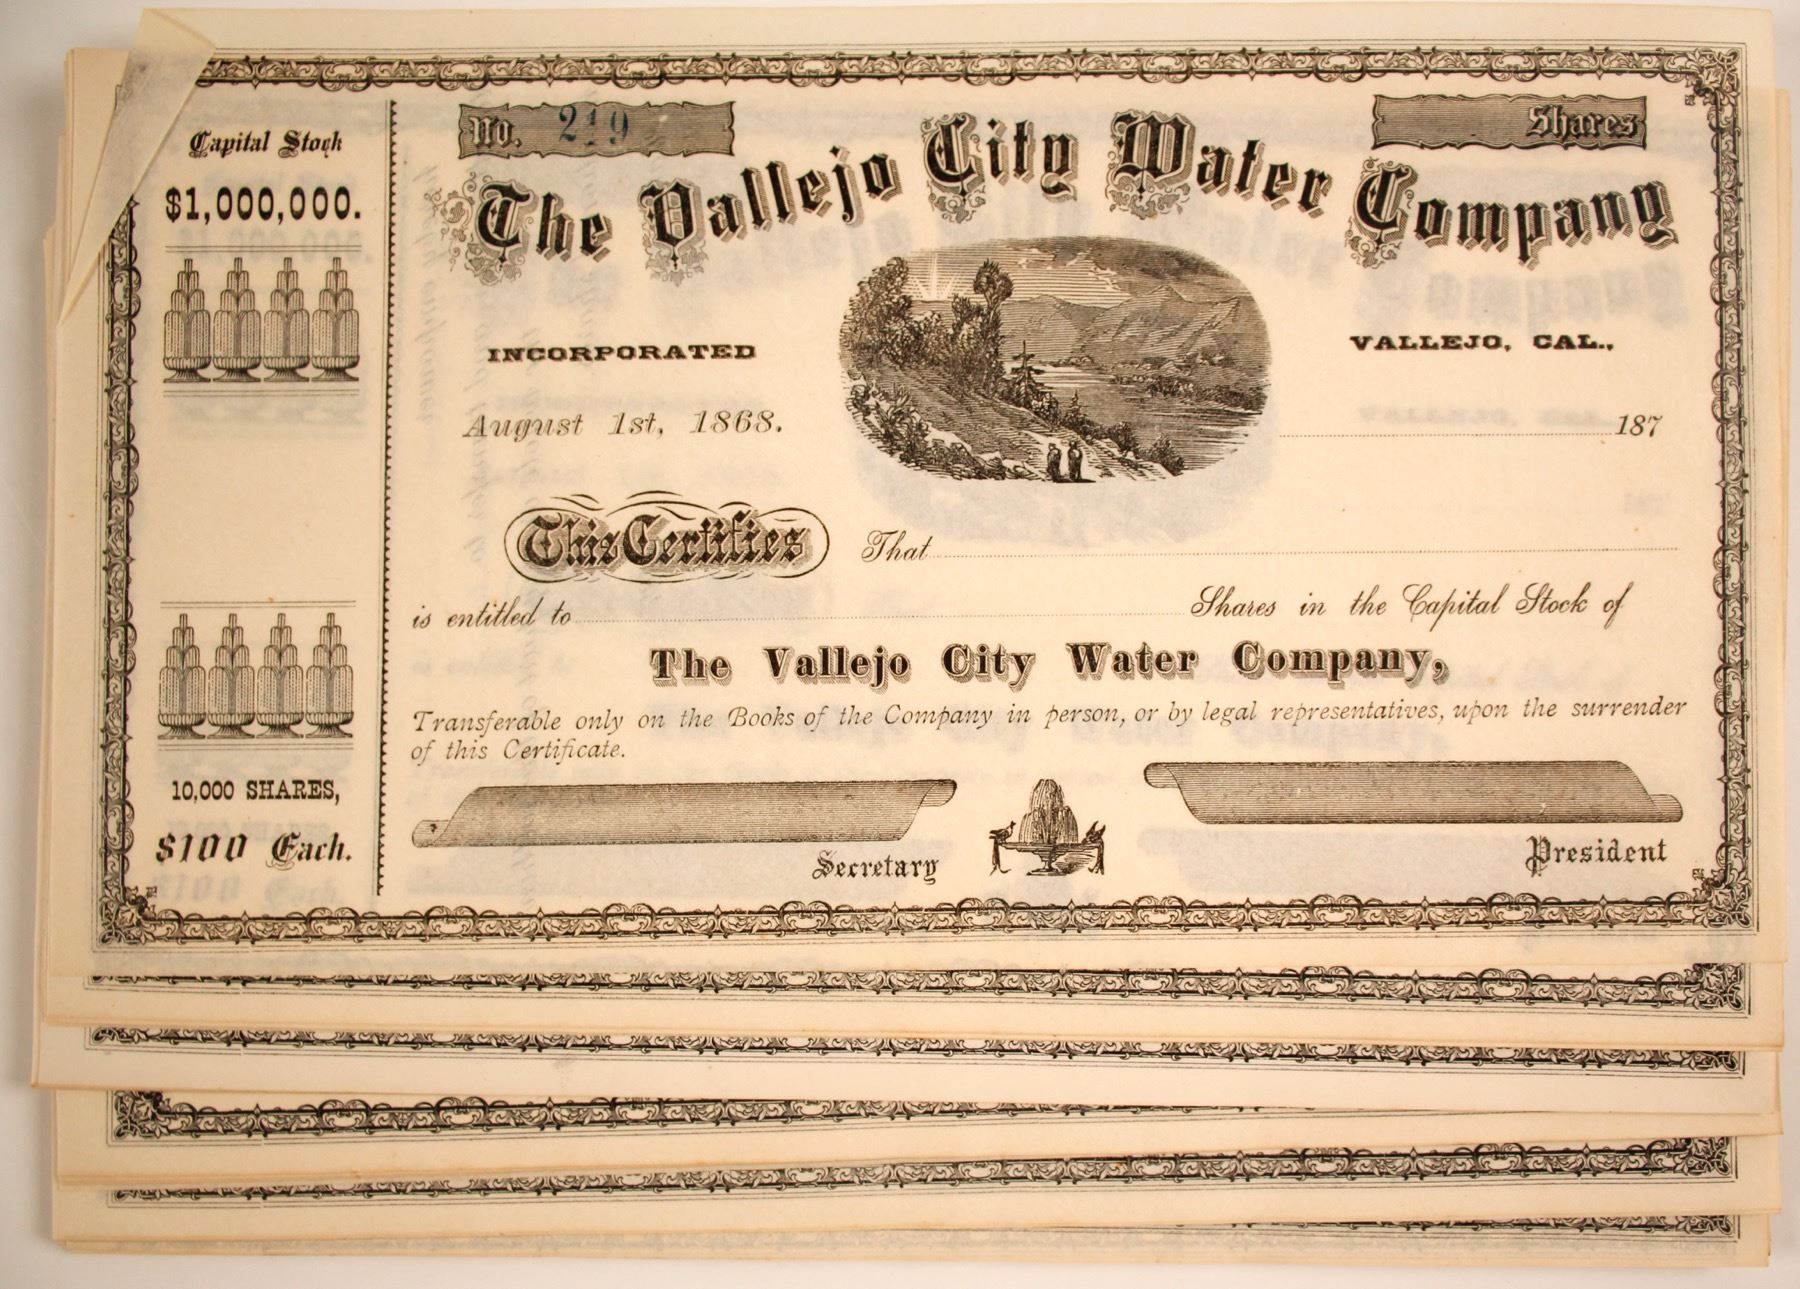 Capital Stock
$1,000,000.
10,000 SHARES,
$100 Each.
No. 219
Shares
The Vallejo City Water Company
INCORPORATED
August 1st, 1868.
VALLEJO, CAL.,
187
This Certifies That
is entitled to Shares in the Capital Stock of
The Vallejo City Water Company,
Transferable only on the Books of the Company in person, or by legal representatives, upon the surrender
of this Certificate.
Secretary
President